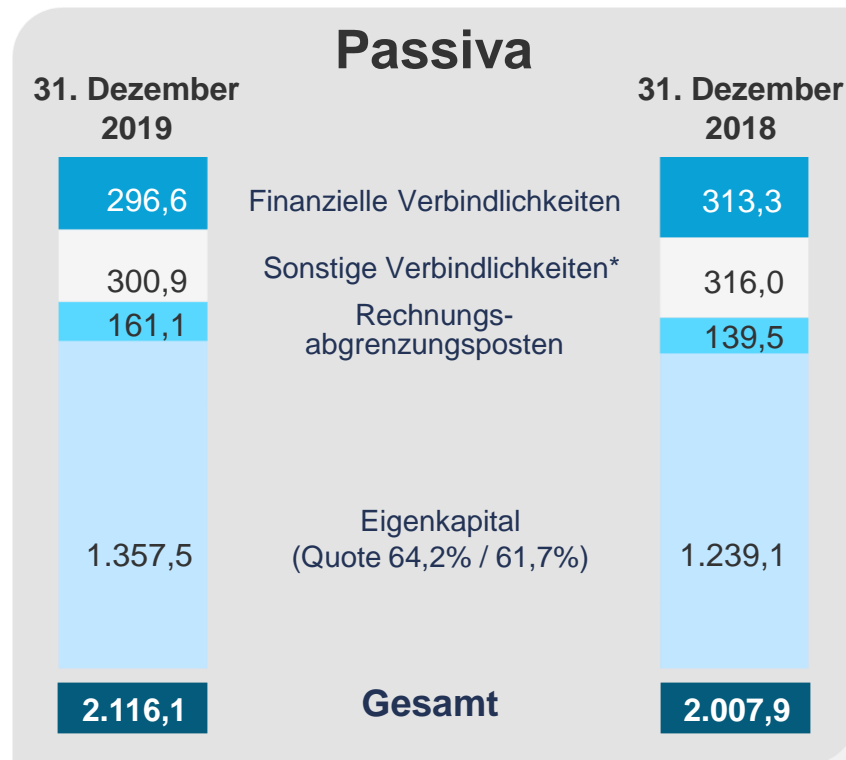 Passiva
31. Dezember
2019
31. Dezember
2018
296,6
Finanzielle Verbindlichkeiten
313,3
300,9
Sonstige Verbindlichkeiten*
316,0
161,1
Rechnungs-
abgrenzungsposten
139,5
1.357,5
Eigenkapital
(Quote 64,2% / 61,7%)
1.239,1
2.116,1
Gesamt
2.007,9